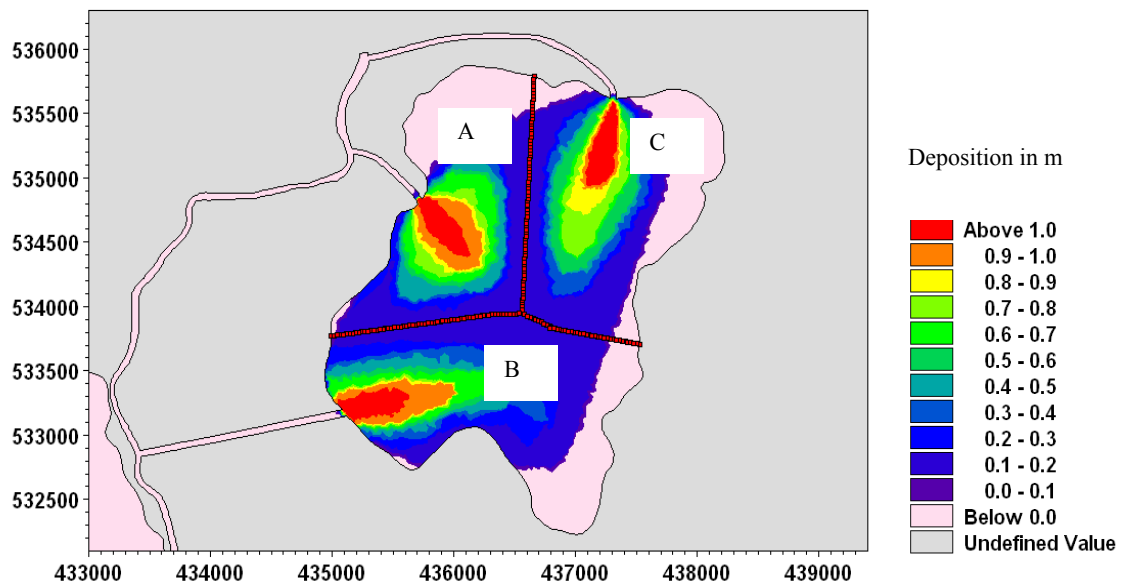 536000
535500
535000
534500
534000
533500
533000
532500
433000 434000 435000 436000 437000 438000 439000
A
C
B
Deposition in m
Above 1.0
0.9 - 1.0
0.8 - 0.9
0.7 - 0.8
0.6 - 0.7
0.5 - 0.6
0.4 - 0.5
0.3 - 0.4
0.2 - 0.3
0.1 - 0.2
0.0 - 0.1
Below 0.0
Undefined Value